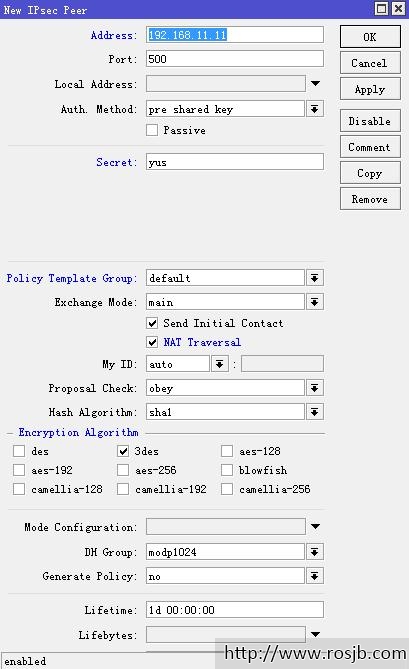 New IPsec Peer
Address: 192.168.11.11
OK
Port: 500
Cancel
Local Address:
Apply
Auth. Method: pre shared key
Passive
Disable
Comment
Secret: yus
Copy
Remove
Policy Template Group: default
Exchange Mode: main
Send Initial Contact
NAT Traversal
My ID: auto :
Proposal Check: obey
Hash Algorithm: sha1
Encryption Algorithm
des 3des aes-128
aes-192 aes-256 blowfish
camellia-128 camellia-192 camellia-256
Mode Configuration:
DH Group: modp1024
Generate Policy: no
Lifetime: 1d 00:00:00
Lifebytes:
http://www.rosjb.com
enabled